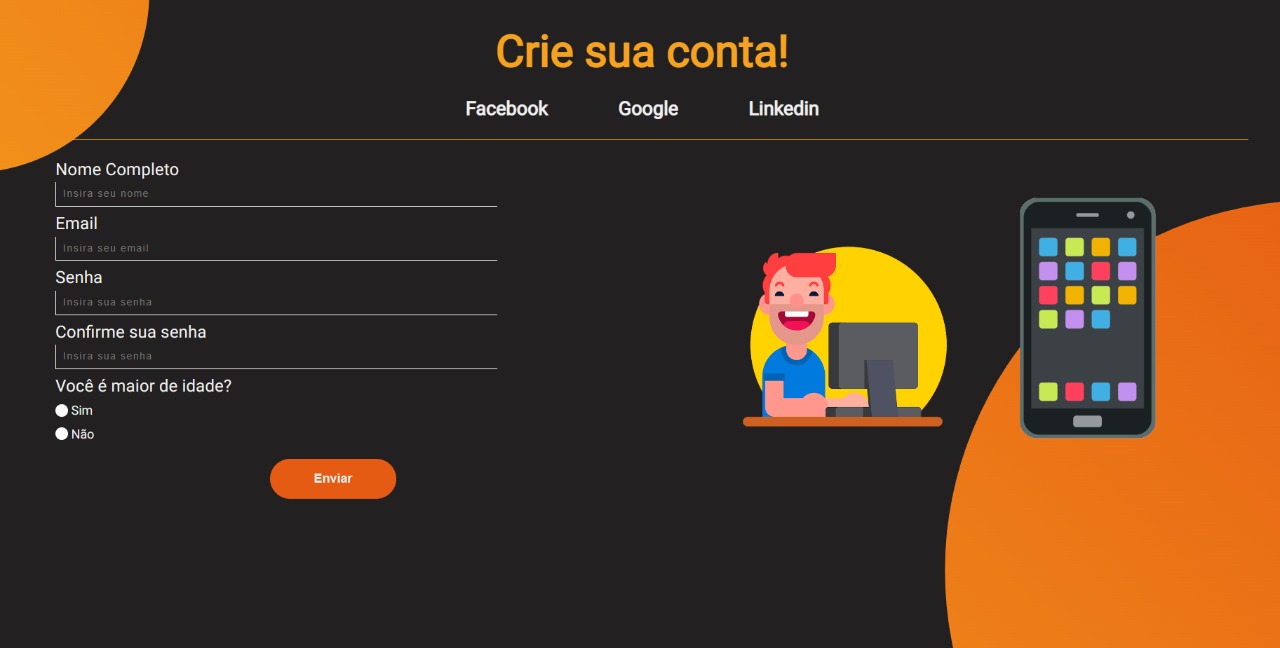 Crie sua conta!
Facebook Google Linkedin
Nome Completo
Insira seu nome
Email
Insira seu email
Senha
Insira sua senha
Confirme sua senha
Insira sua senha
Você é maior de idade?
Sim
Não
Enviar